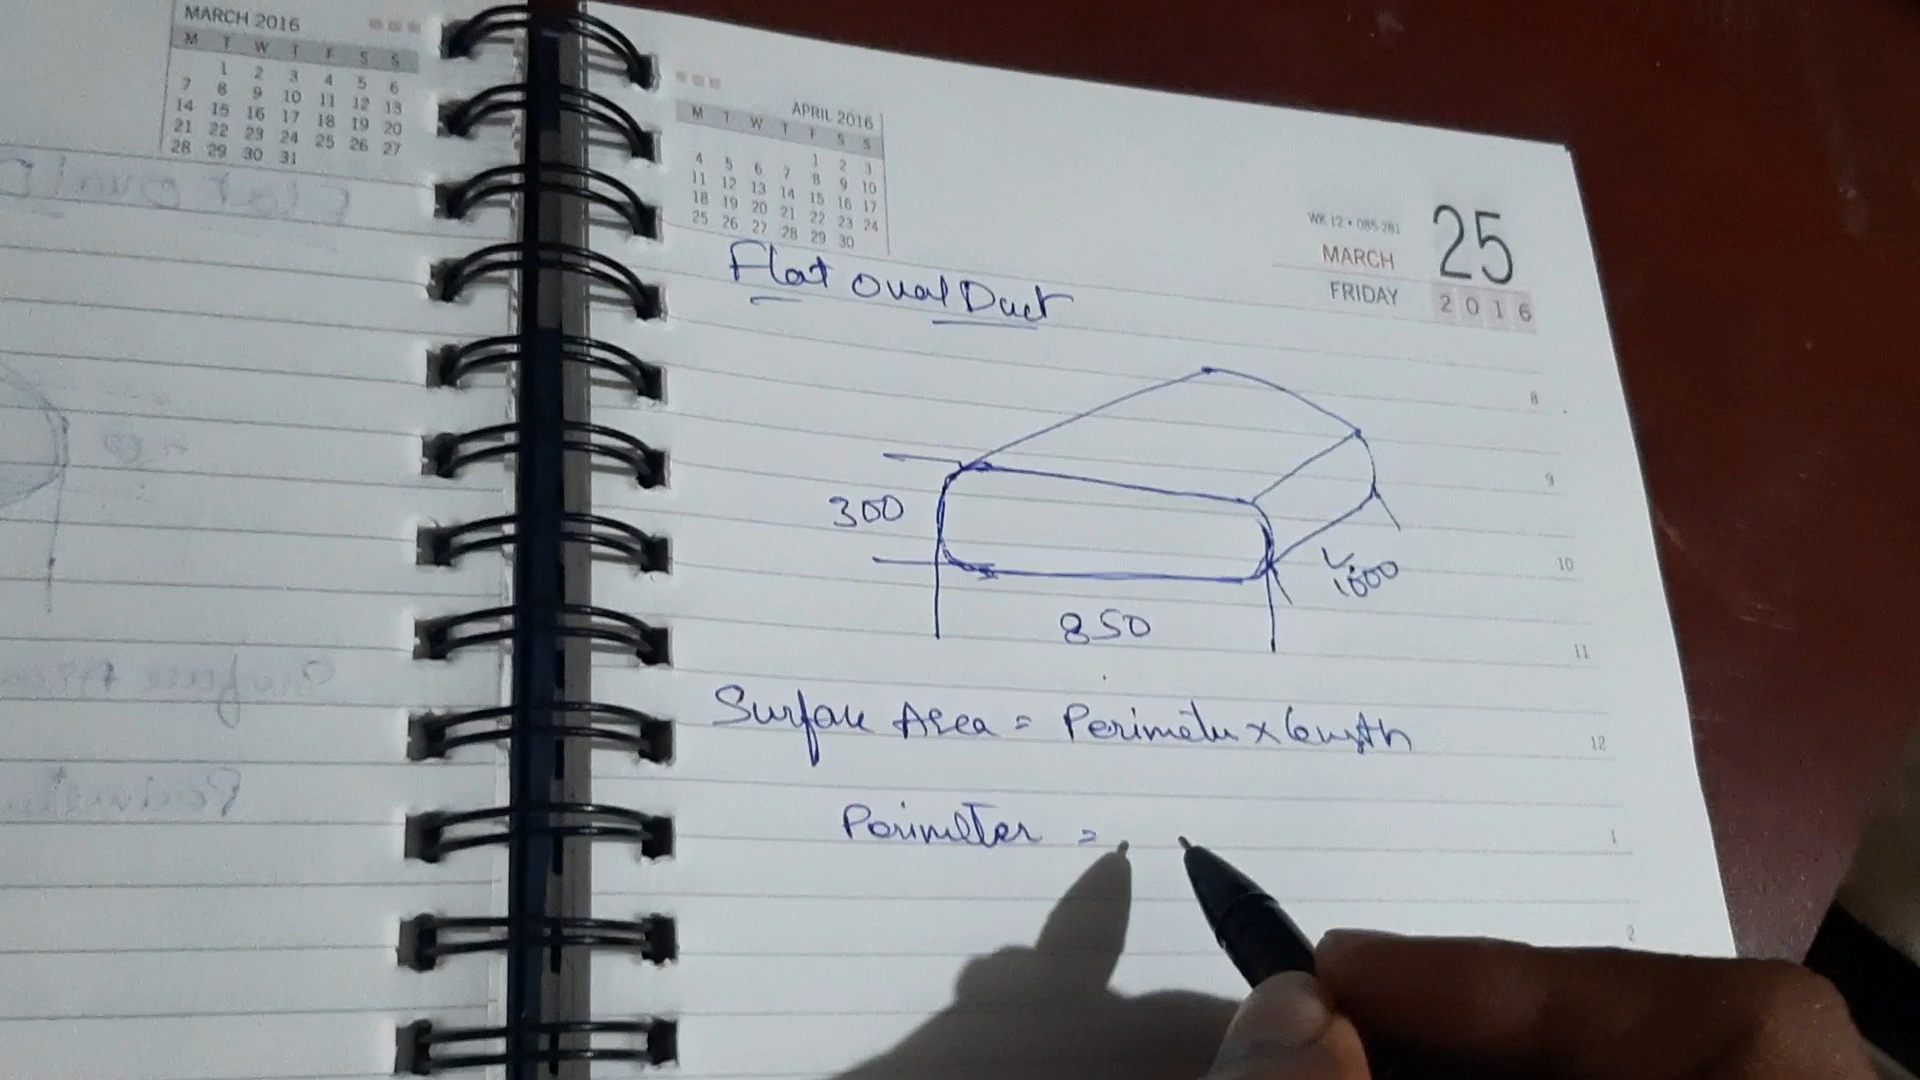 MARCH 2016
M T W T F S S
1 2 3 4 5 6
7 8 9 10 11 12 13
14 15 16 17 18 19 20
21 22 23 24 25 26 27
28 29 30 31
APRIL 2016
M T W T F S S
1 2 3
4 5 6 7 8 9 10
11 12 13 14 15 16 17
18 19 20 21 22 23 24
25 26 27 28 29 30
WK 12 • 085-281
MARCH 25
FRIDAY 2016
Flat Oval Duct
8
9
300
10
1000
850
11
Surface Area = Perimeter x length
12
Perimeter =
1
2